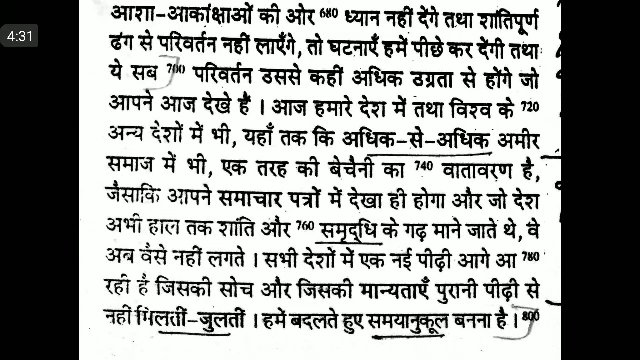 4:31
आशा-आकांक्षाओं की ओर 680 ध्यान नहीं देंगे तथा शांतिपूर्ण
ढंग से परिवर्तन नहीं लाएँगे, तो घटनाएँ हमें पीछे कर देंगी तथा
ये सब 700 परिवर्तन उससे कहीं अधिक उग्रता से होंगे जो
आपने आज देखे हैं । आज हमारे देश में तथा विश्व के 720
अन्य देशों में भी, यहाँ तक कि अधिक-से-अधिक अमीर
समाज में भी, एक तरह की बेचैनी का 740 वातावरण है,
जैसाकि आपने समाचार पत्रों में देखा ही होगा और जो देश
अभी हाल तक शांति और 760 समृद्धि के गढ़ माने जाते थे, वे
अब वैसे नहीं लगते । सभी देशों में एक नई पीढ़ी आगे आ 780
रही है जिसकी सोच और जिसकी मान्यताएँ पुरानी पीढ़ी से
नहीं मिलतीं-जुलतीं । हमें बदलते हुए समयानुकूल बनना है । 800